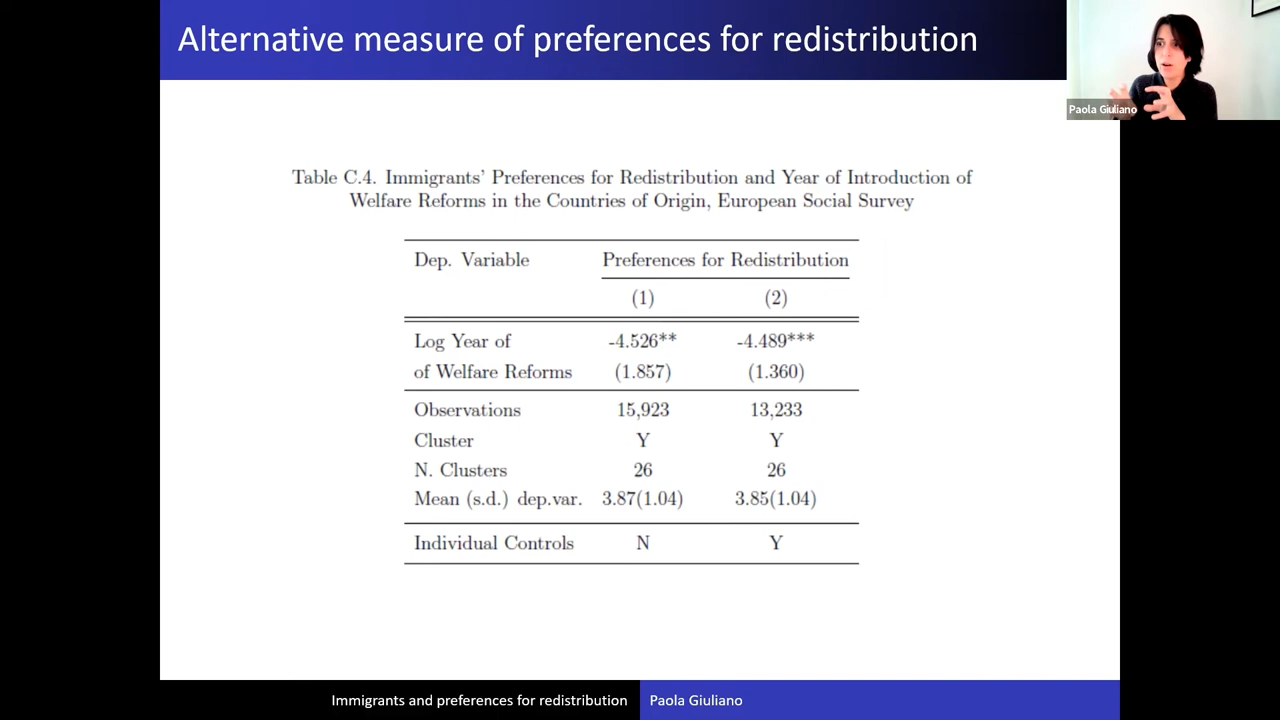 Alternative measure of preferences for redistribution
Paola Giuliano
Table C.4. Immigrants' Preferences for Redistribution and Year of Introduction of
Welfare Reforms in the Countries of Origin, European Social Survey
Dep. Variable Preferences for Redistribution
(1) (2)
Log Year of -4.526** -4.489***
of Welfare Reforms (1.857) (1.360)
Observations 15,923 13,233
Cluster Y Y
N. Clusters 26 26
Mean (s.d.) dep.var. 3.87(1.04) 3.85(1.04)
Individual Controls N Y
Immigrants and preferences for redistribution Paola Giuliano